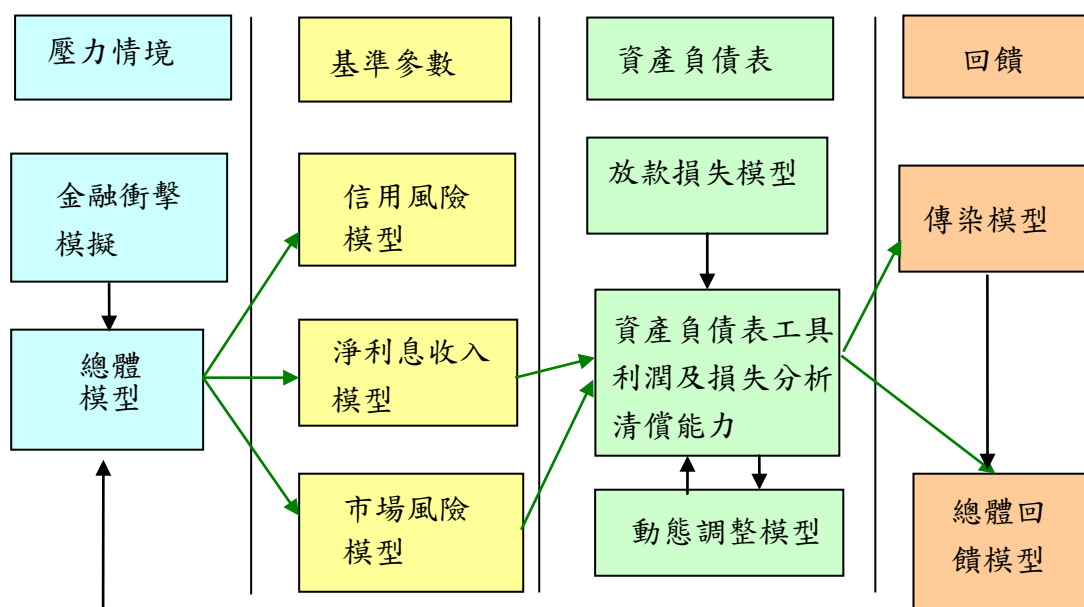 壓力情境
基準參數
資產負債表
回饋
金融衝擊
模擬
總體
模型
信用風險
模型
淨利息收入
模型
市場風險
模型
放款損失模型
資產負債表工具
利潤及損失分析
清償能力
動態調整模型
傳染模型
總體回
饋模型